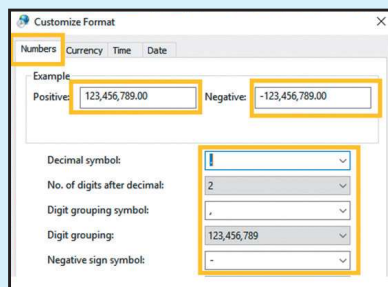 Customize Format
Numbers Currency Time Date
Example
Positive: 123,456,789.00 Negative: -123,456,789.00
Decimal symbol: .
No. of digits after decimal: 2
Digit grouping symbol: ,
Digit grouping: 123,456,789
Negative sign symbol: -